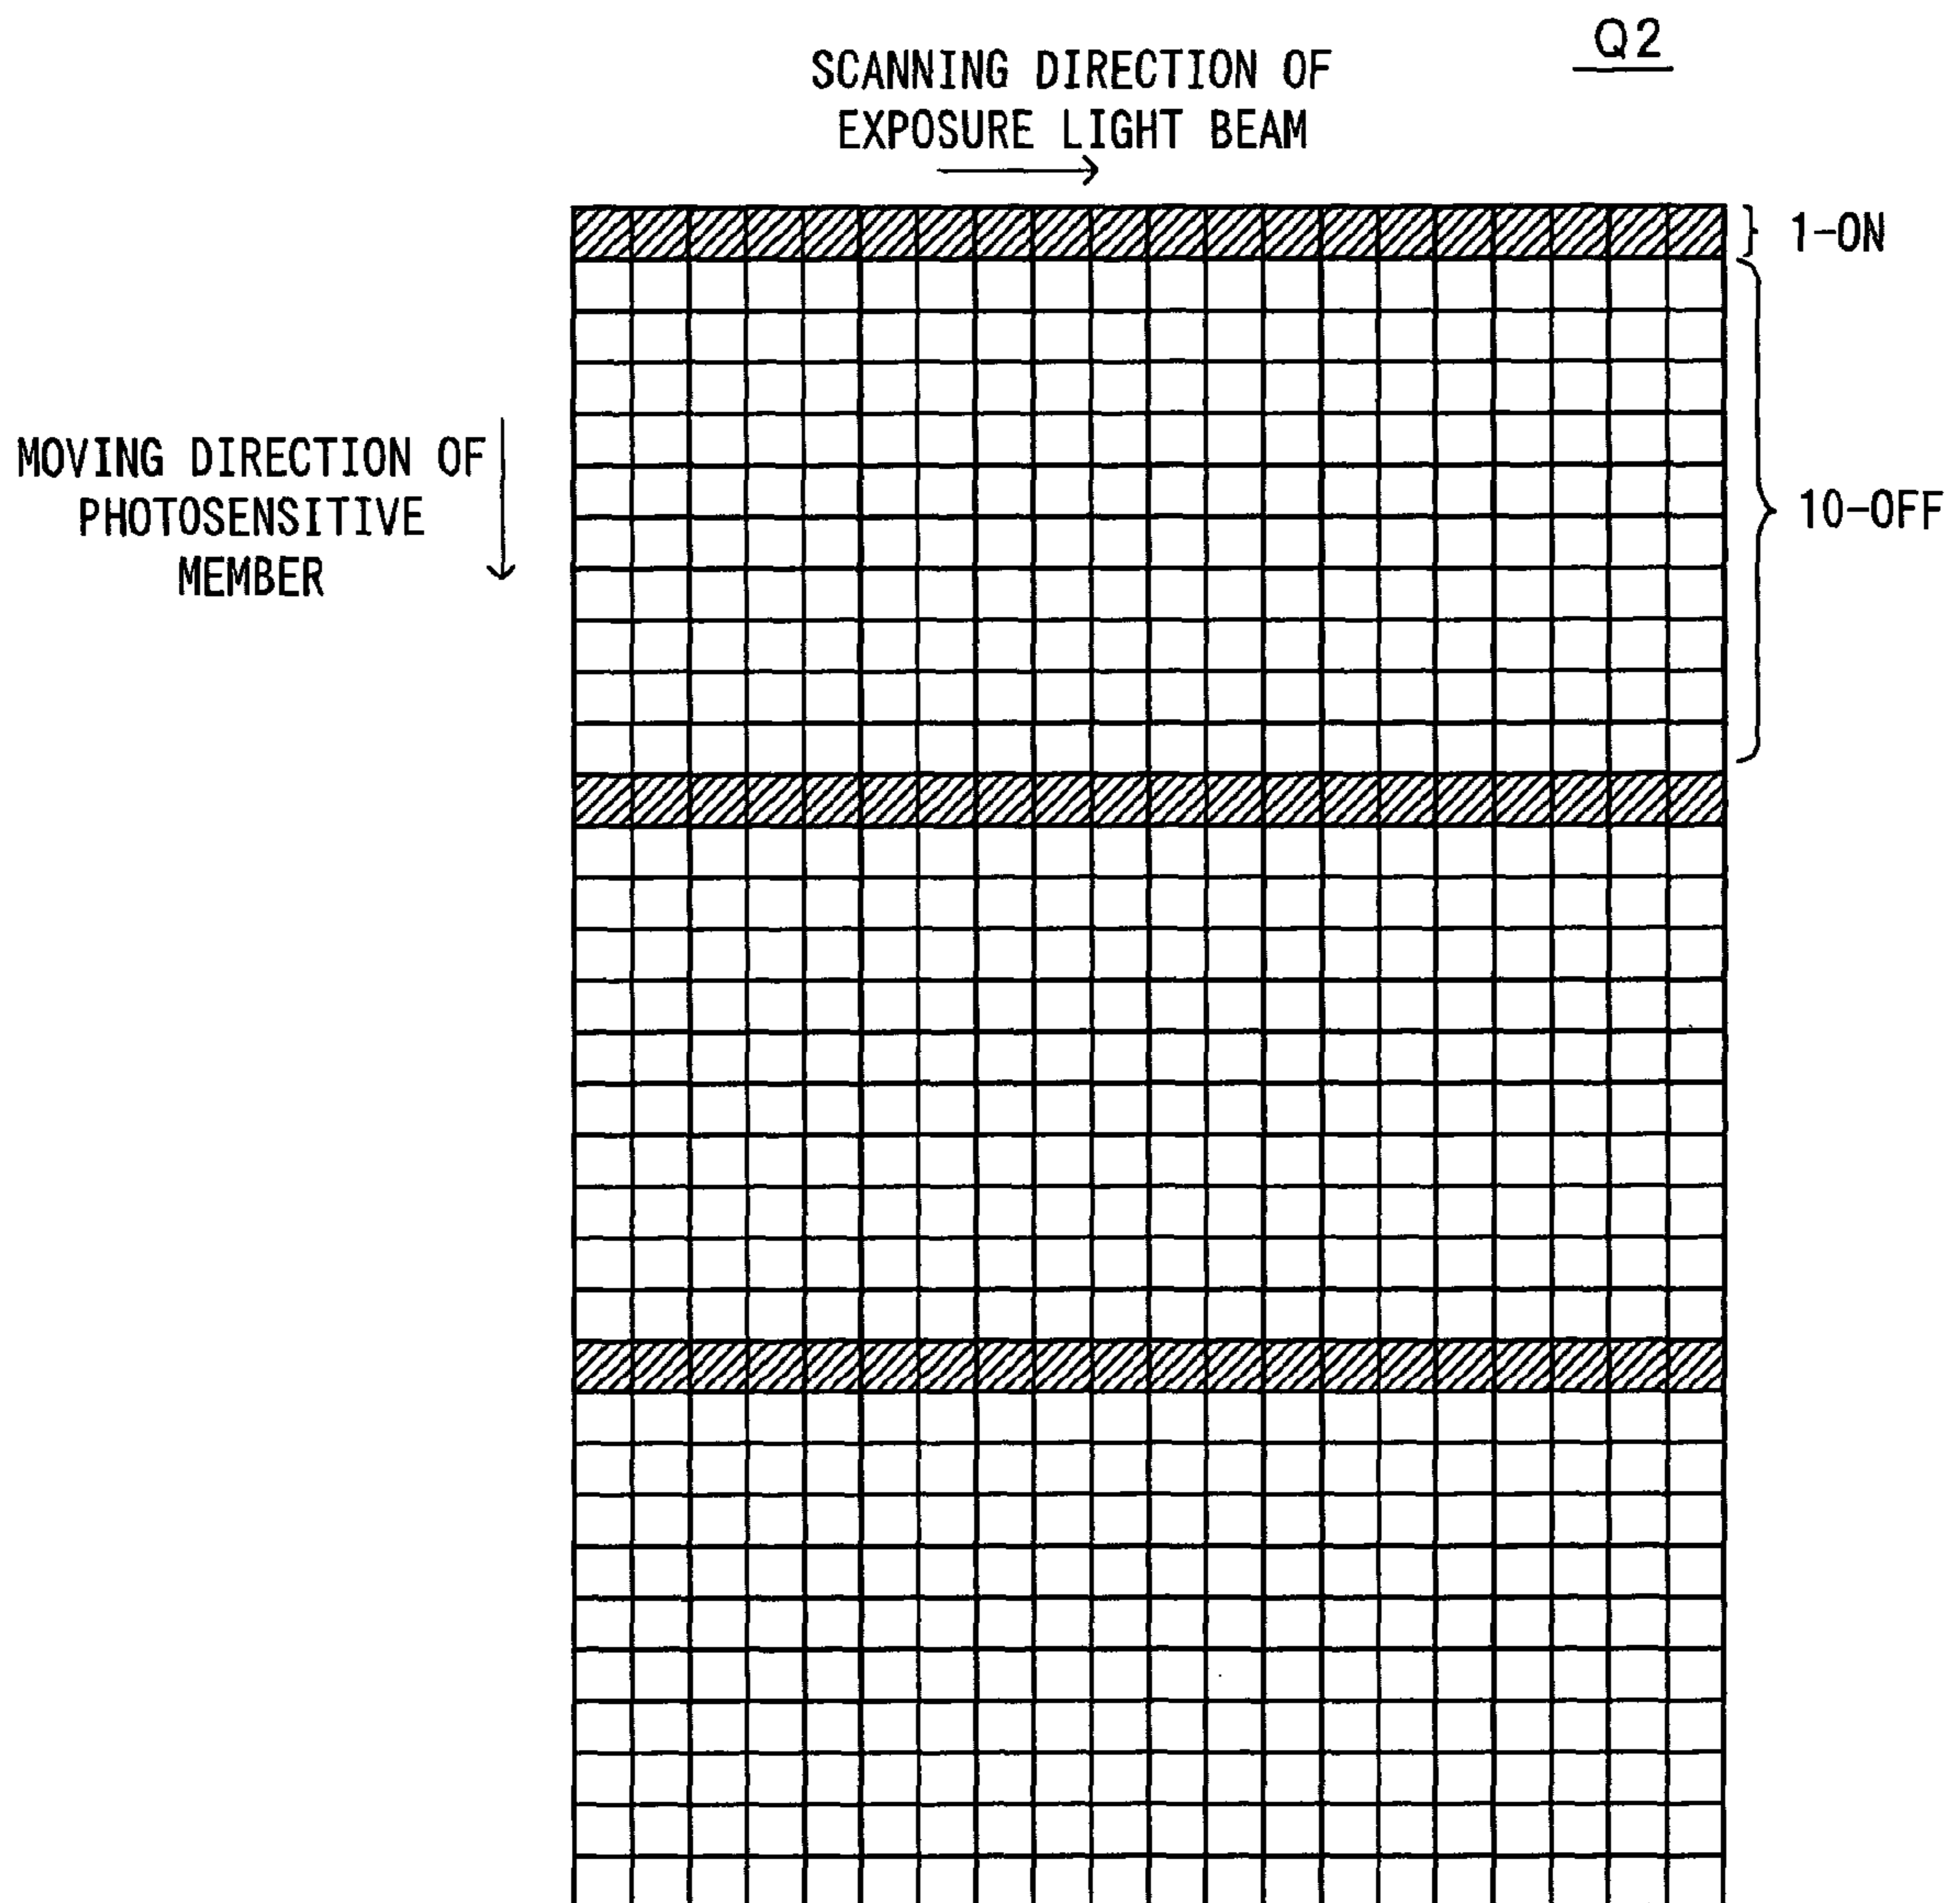 Q2
SCANNING DIRECTION OF
EXPOSURE LIGHT BEAM
1-ON
MOVING DIRECTION OF
PHOTOSENSITIVE
MEMBER
10-OFF